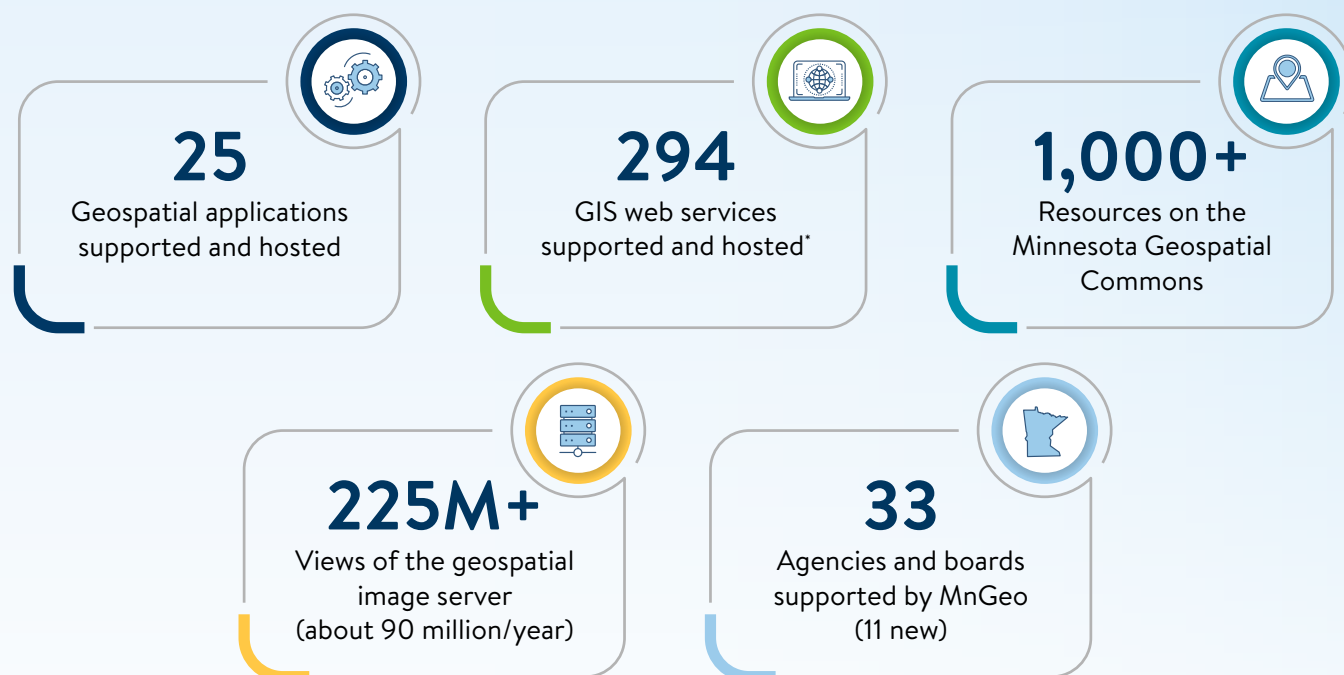 25
Geospatial applications
supported and hosted
294
GIS web services
supported and hosted*
1,000+
Resources on the
Minnesota Geospatial
Commons
225M+
Views of the geospatial
image server
(about 90 million/year)
33
Agencies and boards
supported by MnGeo
(11 new)